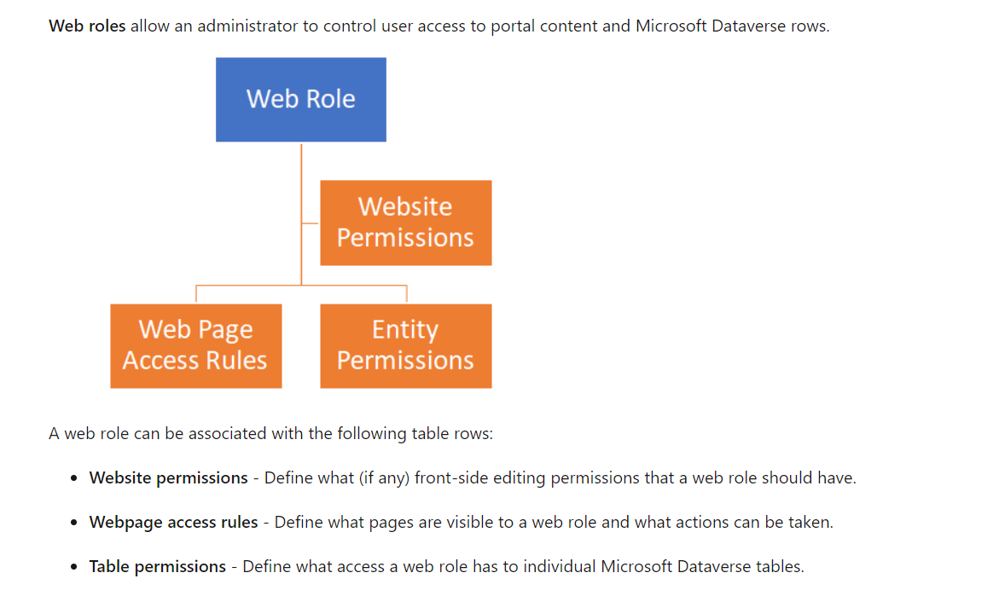 Web roles allow an administrator to control user access to portal content and Microsoft Dataverse rows.
Web Role
Website
Permissions
Web Page
Access Rules
Entity
Permissions
A web role can be associated with the following table rows:
• Website permissions - Define what (if any) front-side editing permissions that a web role should have.
• Webpage access rules - Define what pages are visible to a web role and what actions can be taken.
• Table permissions - Define what access a web role has to individual Microsoft Dataverse tables.